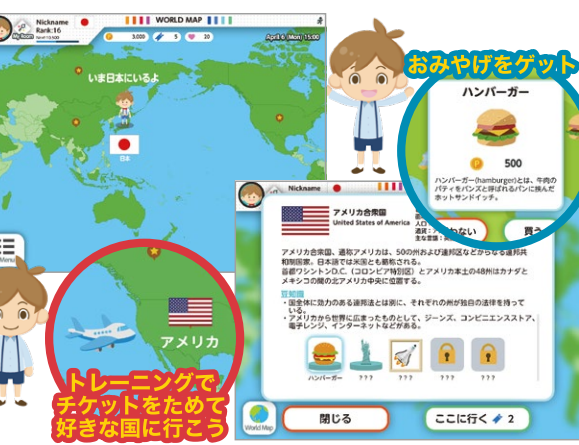 Nickname
Rank:16
My Room
WORLD MAP
3,000
5
20
April 6 (Mon) 15:00
いま日本にいるよ
日本
Menu
アメリカ
トレーニングで
チケットをためて
好きな国に行こう
おみやげをゲット
ハンバーガー
500
ハンバーガー(hamburger)とは、牛肉の
パティをバンズと呼ばれるパンに挟んだ
ホットサンドイッチ。
わない
買う
Nickname
アメリカ合衆国
United States of America
アメリカ合衆国、通称アメリカは、50の州および連邦区などからなる連邦共
和制国家。日本語では米国とも略称される。
首都ワシントンD.C.（コロンビア特別区）とアメリカ本土の48州はカナダと
メキシコの間の北アメリカ中央に位置する。
豆知識
・国全体に効力のある連邦法とは別に、それぞれの州が独自の法律を持って
いる。
・アメリカから世界に広まったものとして、ジーンズ、コンビニエンスストア、
電子レンジ、インターネットなどがある。
ハンバーガー
???
???
???
???
World Map
閉じる
ここに行く 2